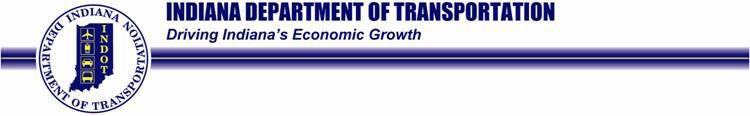 INDIANA DEPARTMENT OF TRANSPORTATION
Driving Indiana's Economic Growth
INDIANA DEPARTMENT OF TRANSPORTATION
INDOT